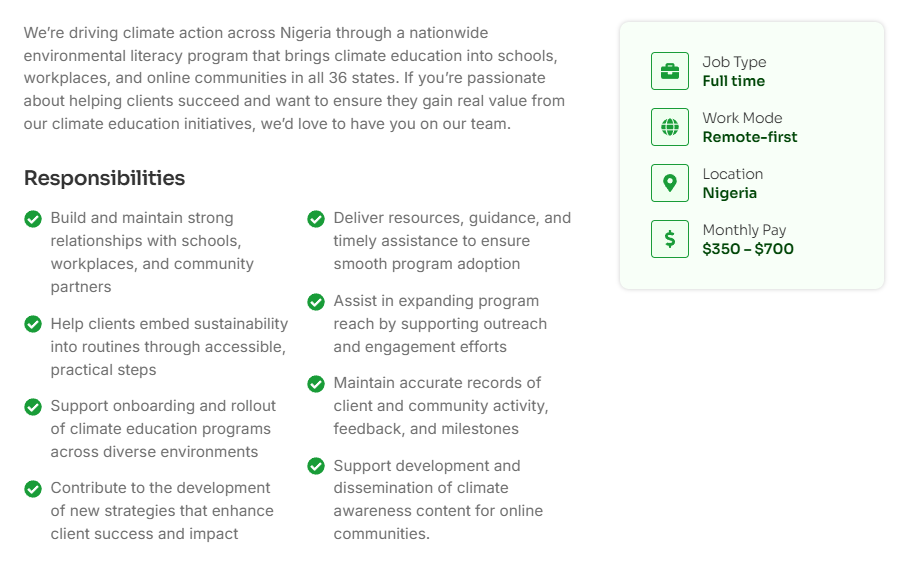 We’re driving climate action across Nigeria through a nationwide
environmental literacy program that brings climate education into schools,
workplaces, and online communities in all 36 states. If you’re passionate
about helping clients succeed and want to ensure they gain real value from
our climate education initiatives, we’d love to have you on our team.
Responsibilities
Build and maintain strong
relationships with schools,
workplaces, and community
partners
Help clients embed sustainability
into routines through accessible,
practical steps
Support onboarding and rollout
of climate education programs
across diverse environments
Contribute to the development
of new strategies that enhance
client success and impact
Deliver resources, guidance, and
timely assistance to ensure
smooth program adoption
Assist in expanding program
reach by supporting outreach
and engagement efforts
Maintain accurate records of
client and community activity,
feedback, and milestones
Support development and
dissemination of climate
awareness content for online
communities.
Job Type
Full time
Work Mode
Remote-first
Location
Nigeria
$
Monthly Pay
$350 – $700